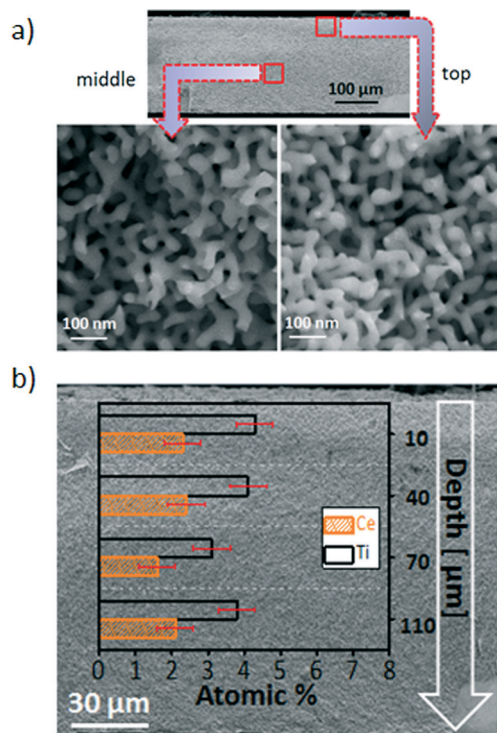 a)
middle
top
100 µm
100 nm
100 nm
b)
10
40
70
110
Depth [µm]
Ce
Ti
0 1 2 3 4 5 6 7 8
Atomic %
30 µm